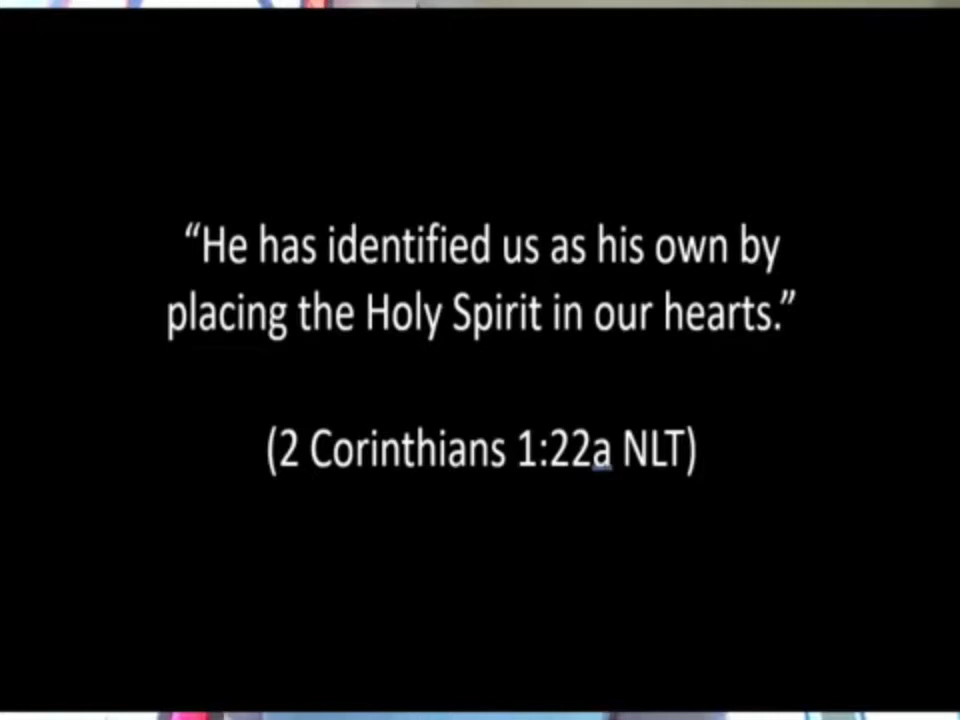 “He has identified us as his own by
placing the Holy Spirit in our hearts.”
(2 Corinthians 1:22a NLT)